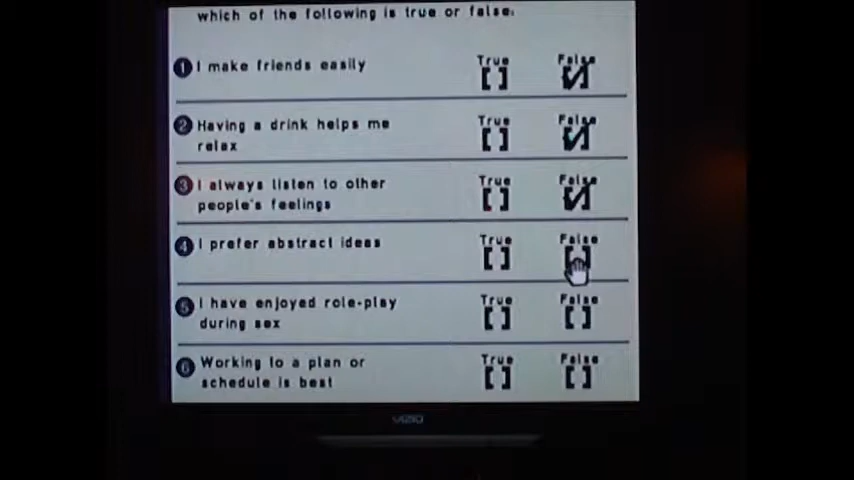 which of the following is true or false.
1 I make friends easily True [ ] False [ ]
2 Having a drink helps me True [ ] False [ ]
relax
3 I always listen to other True [ ] False [ ]
people's feelings
4 I prefer abstract ideas True [ ] False [ ]
5 I have enjoyed role-play True [ ] False [ ]
during sex
6 Working to a plan or True [ ] False [ ]
schedule is best
VIZIO